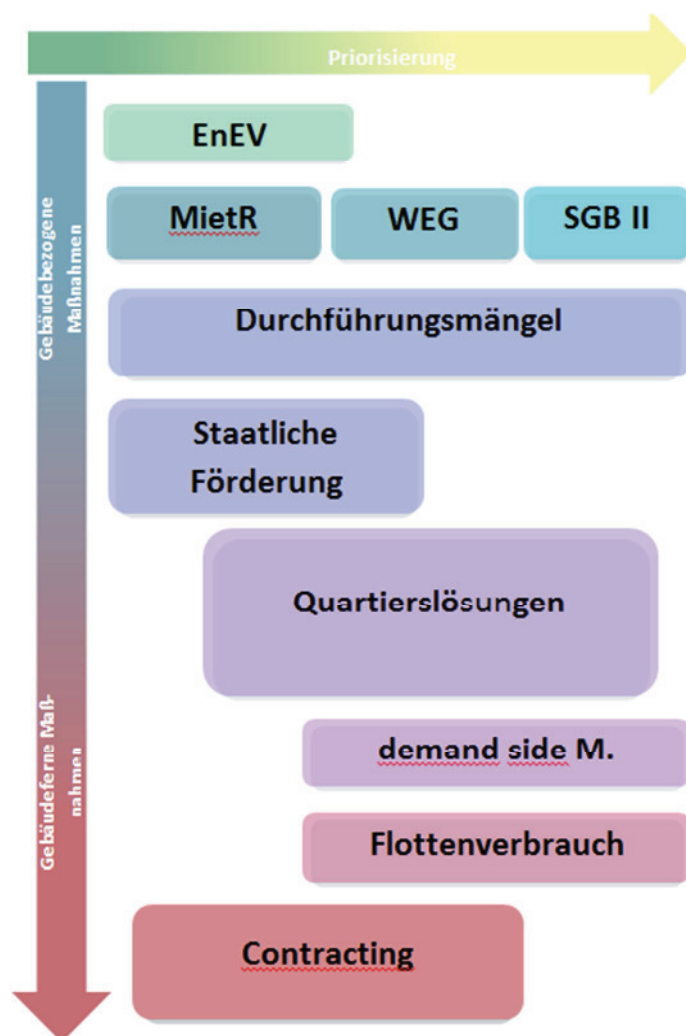 Priorisierung
Gebäudebezogene
Maßnahmen
EnEV
MietR
WEG
SGB II
Durchführungsmängel
Staatliche
Förderung
Quartierslösungen
Gebäudeferne Maß-
nahmen
demand side M.
Flottenverbrauch
Contracting